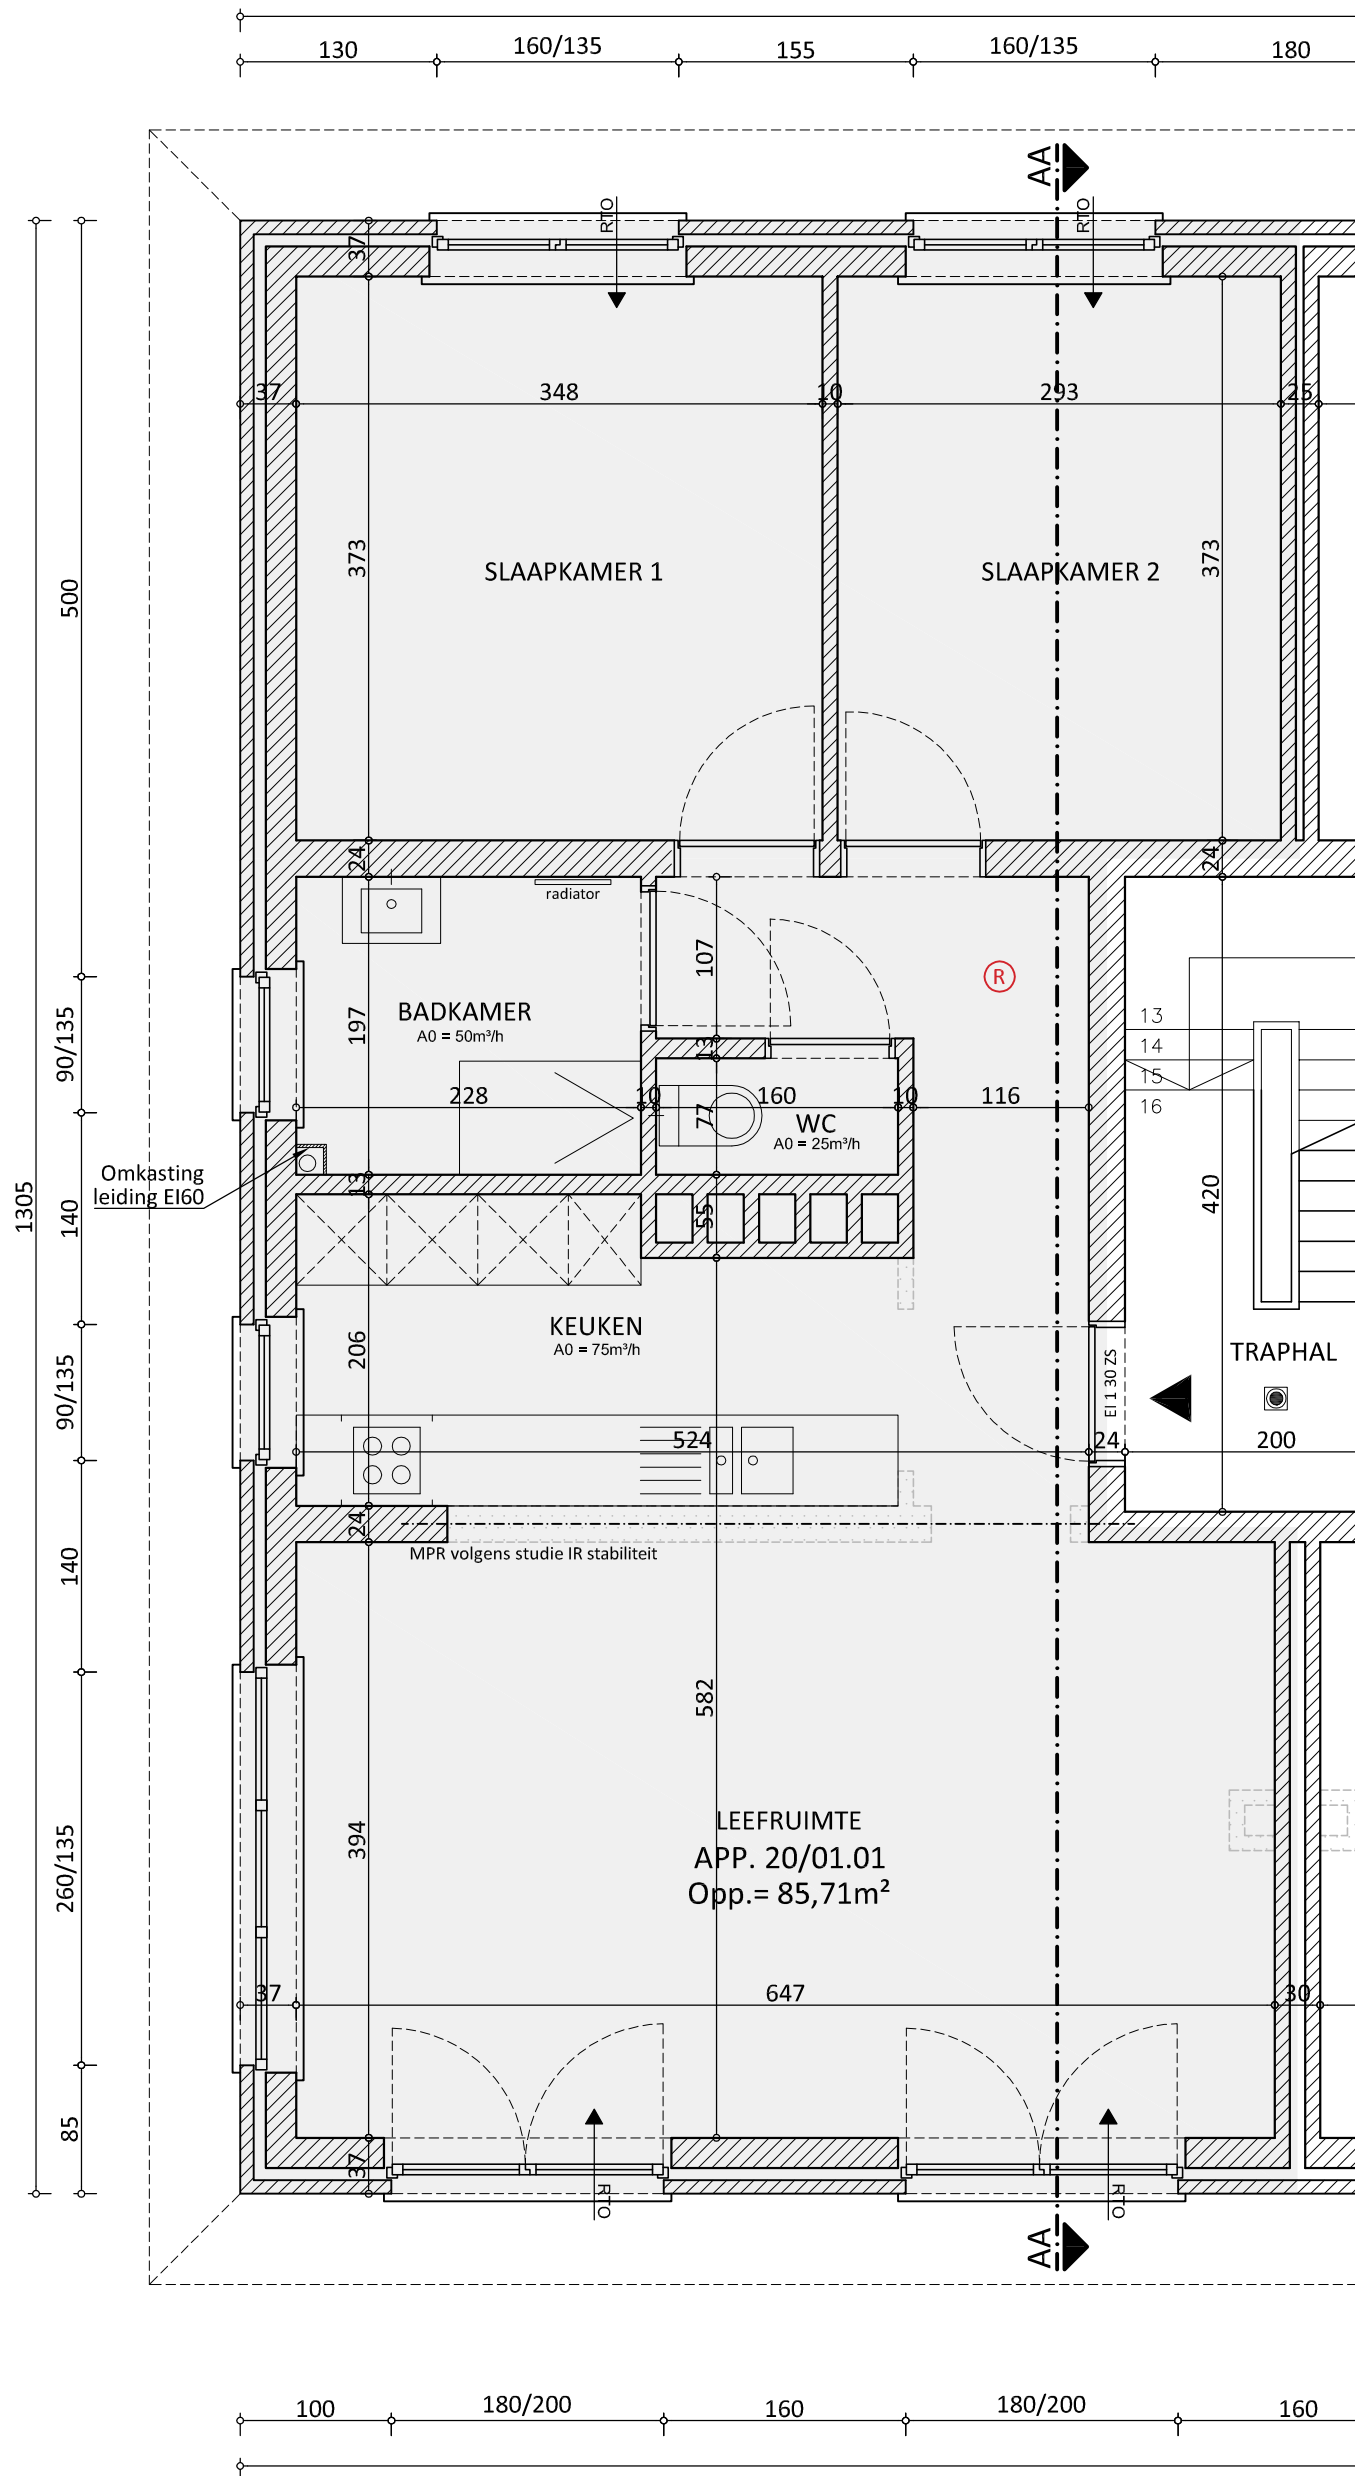 130
160/135
155
160/135
180
AA
RTO
RTO
37
37
348
10
293
25
500
373
SLAAPKAMER 1
SLAAPKAMER 2
373
24
24
radiator
107
R
BADKAMER
A0 = 50m³/h
197
90/135
13
14
15
16
13
228
10
160
10
116
77
WC
A0 = 25m³/h
Omkasting
leiding EI60
13
1305
140
55
420
KEUKEN
A0 = 75m³/h
206
90/135
TRAPHAL
EI 1 30 ZS
524
24
200
24
MPR volgens studie IR stabiliteit
140
582
LEEFRUIMTE
APP. 20/01.01
Opp.= 85,71m²
394
260/135
37
647
30
85
37
RTO
RTO
AA
100
180/200
160
180/200
160